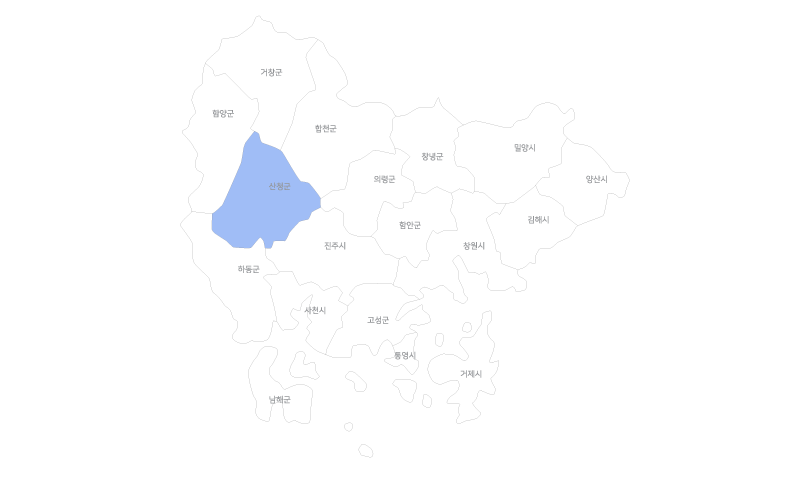 거창군
함양군
합천군
창녕군
밀양시
산청군
의령군
양산시
함안군
김해시
진주시
창원시
하동군
사천시
고성군
통영시
거제시
남해군